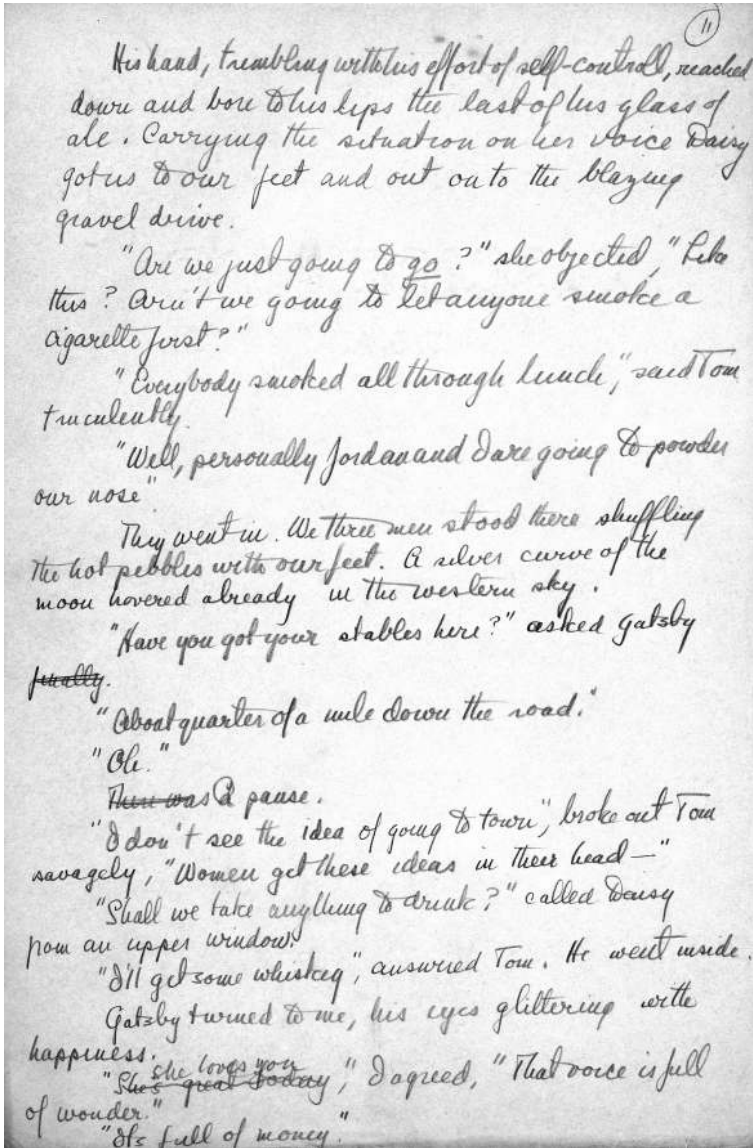 11
His hand, trembling with his effort of self-controll, reached
down and bore to his lips the last of his glass of
ale. Carrying the situation on her voice Daisy
got us to our feet and out onto the blazing
gravel drive.
"Are we just going to go?" she objected, "Like
this? Arn't we going to let anyone smoke a
cigarette first?"
"Everybody smoked all through lunch", said Tom
truculently.
"Well, personally Jordan and I are going to powder
our nose"
They went in. We three men stood there shuffling
the hot pebbles with our feet. A silver curve of the
moon hovered already in the western sky.
"Have you got your stables here?" asked Gatsby
finally.
"About quarter of a mile down the road."
"Oh."
There was A pause.
"I don't see the idea of going to town", broke out Tom
savagely, "Women get these ideas in their head—"
"Shall we take anything to drink?" called Daisy
from an upper window.
"I'll get some whiskey", answered Tom. He went inside.
Gatsby turned to me, his eyes glittering with
happiness.
she loves you
"She's great today", I agreed, "That voice is full
of wonder."
"It's full of money."